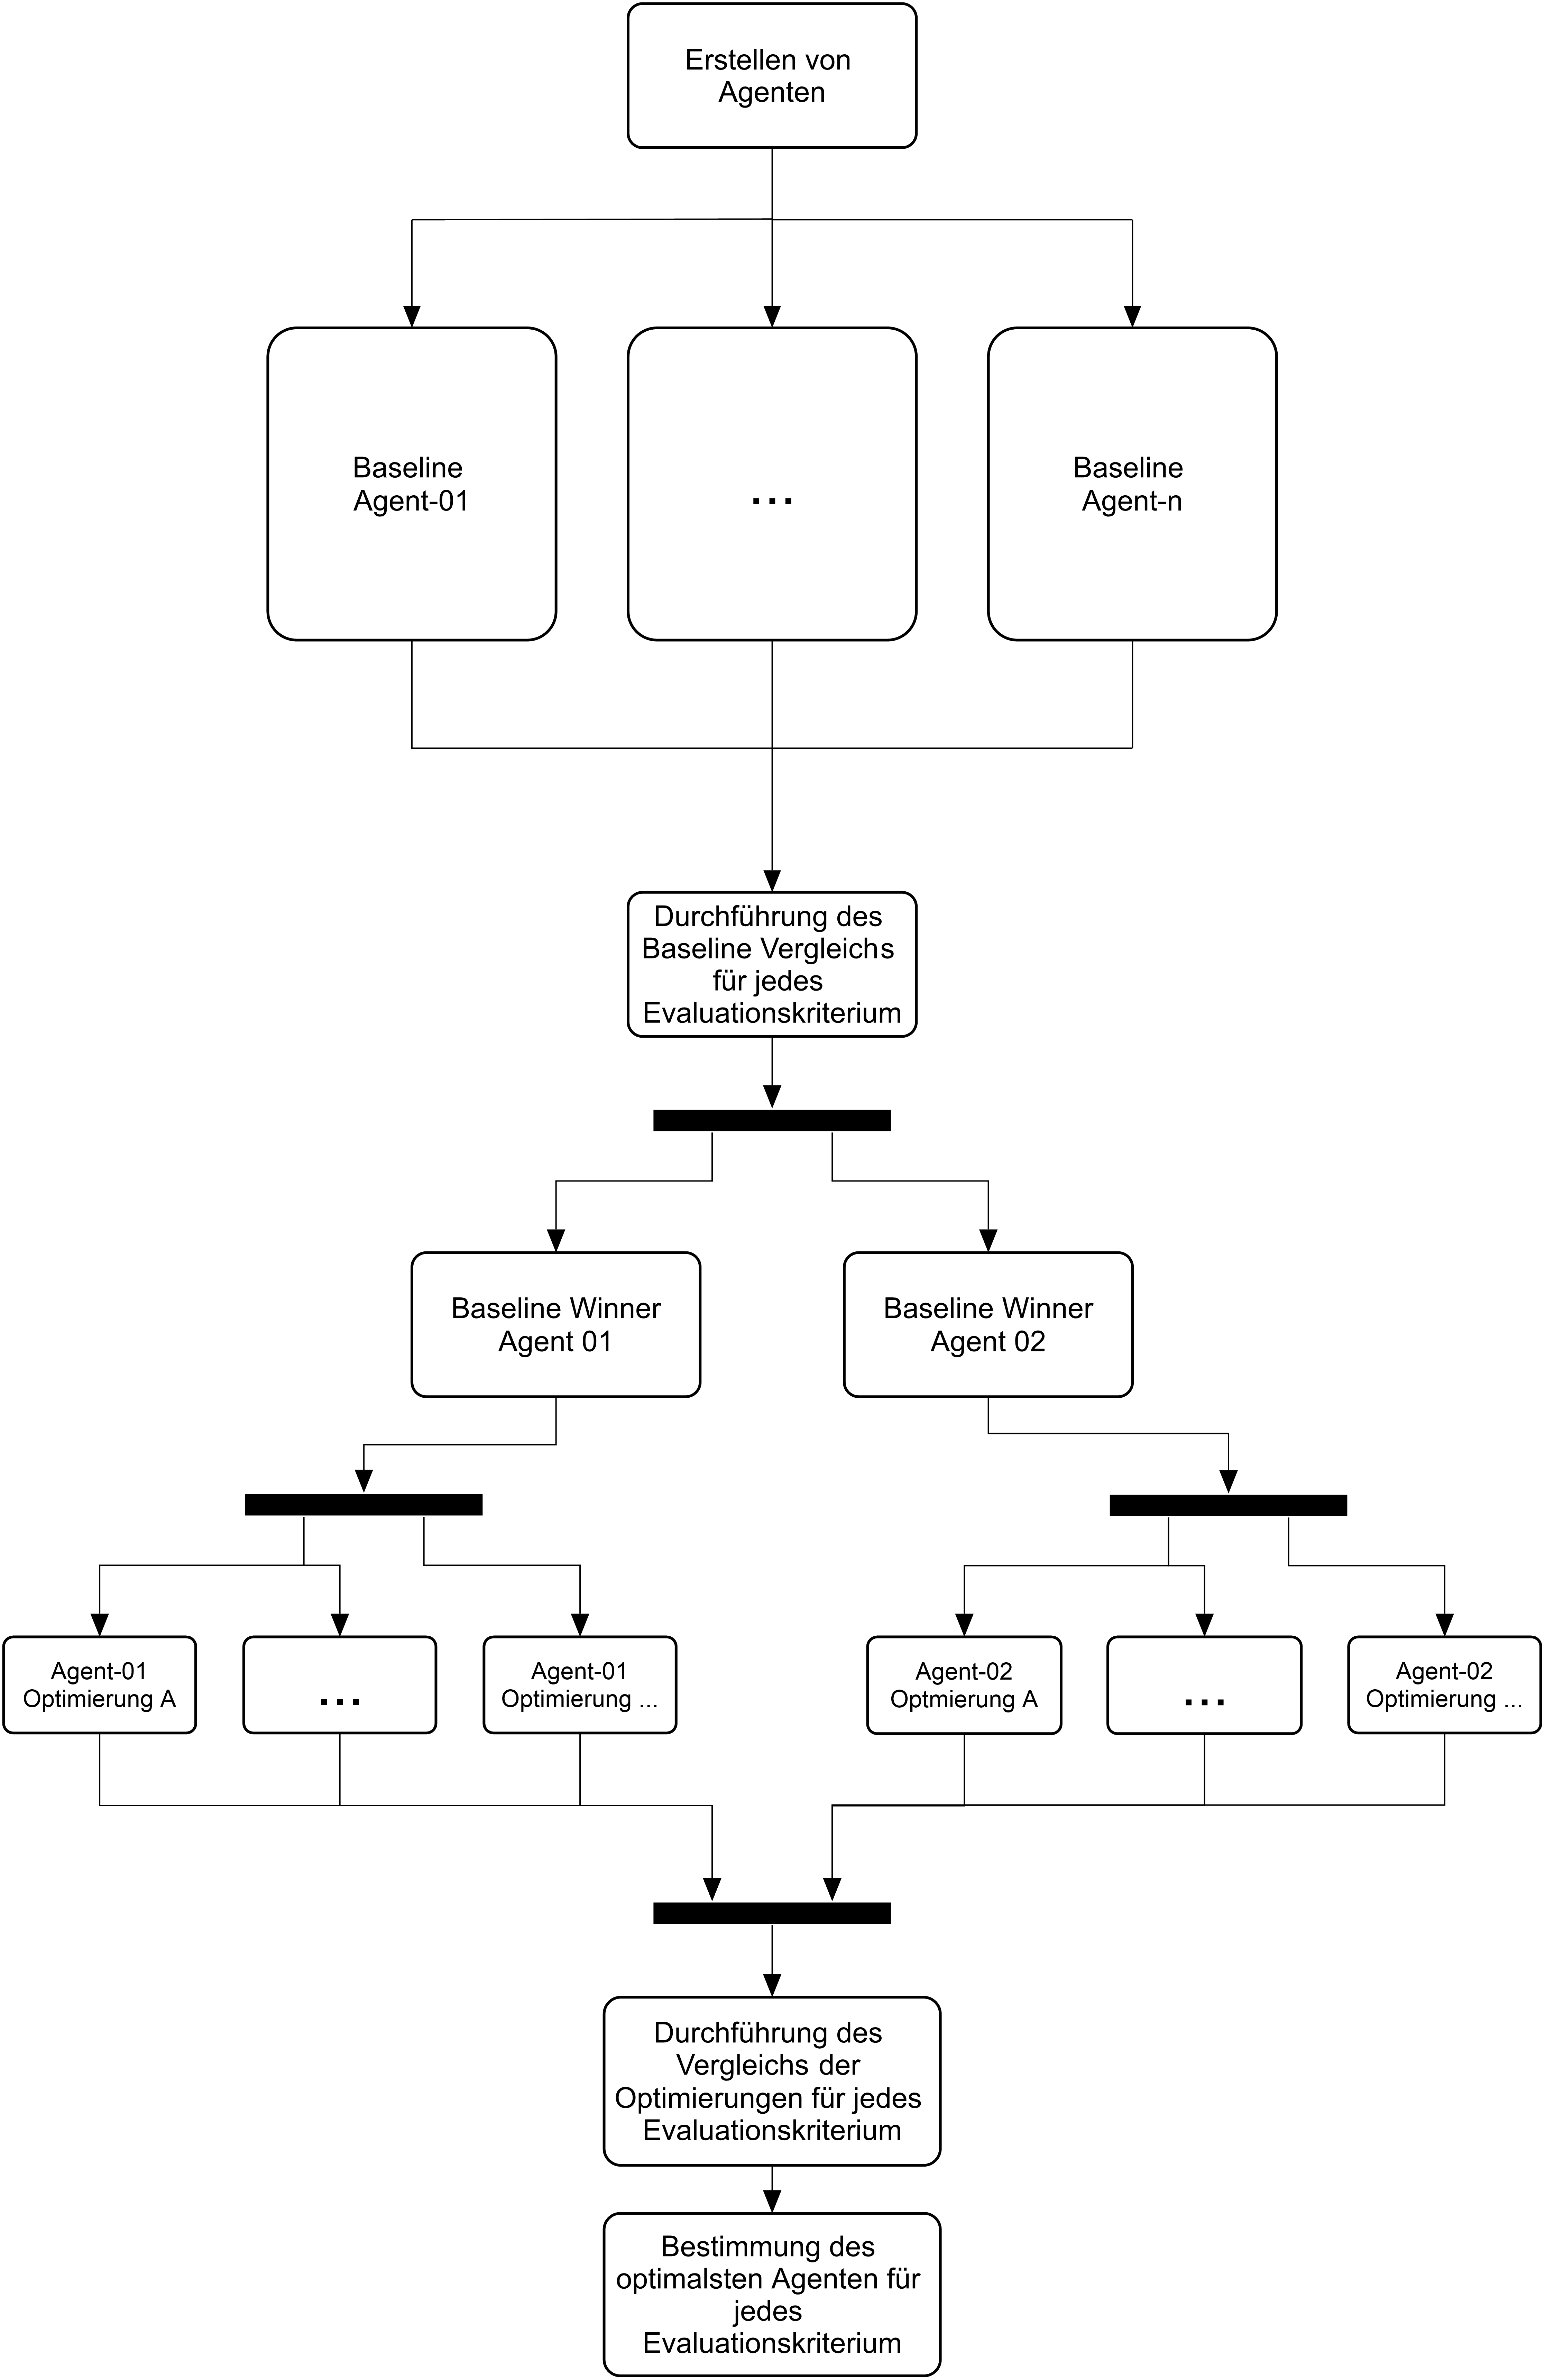 Erstellen von
Agenten
Baseline
Agent-01
...
Baseline
Agent-n
Durchführung des
Baseline Vergleichs
für jedes
Evaluationskriterium
Baseline Winner
Agent 01
Baseline Winner
Agent 02
Agent-01
Optimierung A
...
Agent-01
Optimierung ...
Agent-02
Optmierung A
...
Agent-02
Optimierung ...
Durchführung des
Vergleichs der
Optimierungen für jedes
Evaluationskriterium
Bestimmung des
optimalsten Agenten für
jedes
Evaluationskriterium